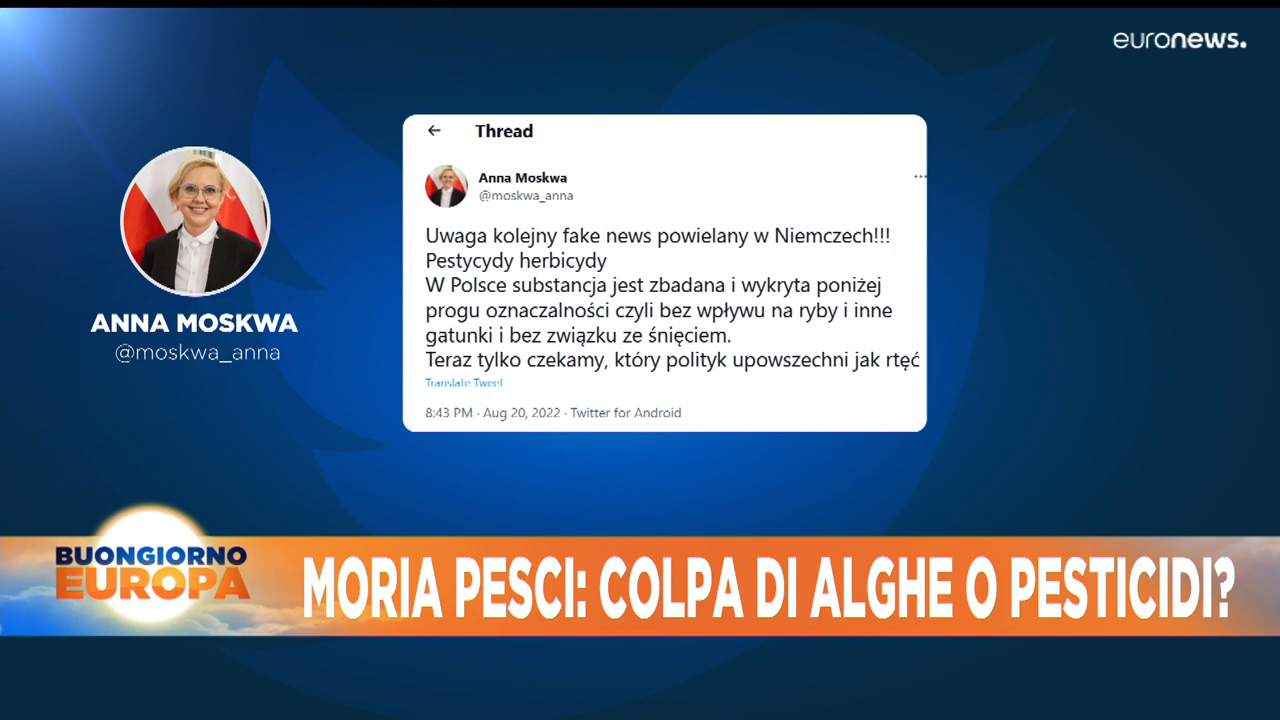 euronews.
Thread
Anna Moskwa
@moskwa_anna
Uwaga kolejny fake news powielany w Niemczech!!!
Pestycydy herbicydy
W Polsce substancja jest zbadana i wykryta poniżej
progu oznaczalności czyli bez wpływu na ryby i inne
gatunki i bez związku ze śnięciem.
Teraz tylko czekamy, który polityk upowszechni jak rtęć
Translate Tweet
8:43 PM · Aug 20, 2022 · Twitter for Android
ANNA MOSKWA
@moskwa_anna
BUONGIORNO
EUROPA
MORIA PESCI: COLPA DI ALGHE O PESTICIDI?